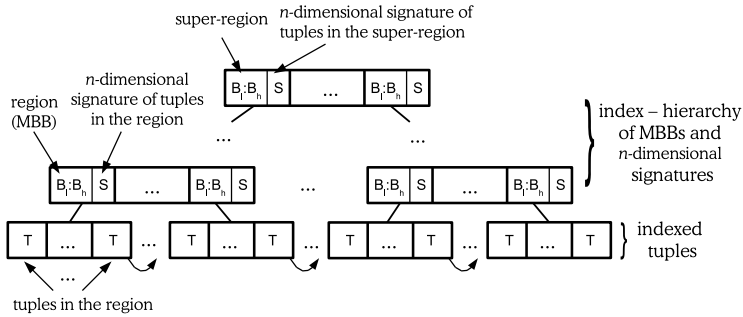 super-region
n-dimensional signature of
tuples in the super-region
Bl:Bh S ... Bl:Bh S
n-dimensional
signature of tuples
in the region
region
(MBB)
... ...
index – hierarchy
of MBBs and
n-dimensional
signatures
Bl:Bh S ... Bl:Bh S ... Bl:Bh S ... Bl:Bh S
T ... T ... T ... T ... T ... T ... T ... T
indexed
tuples
...
tuples in the region